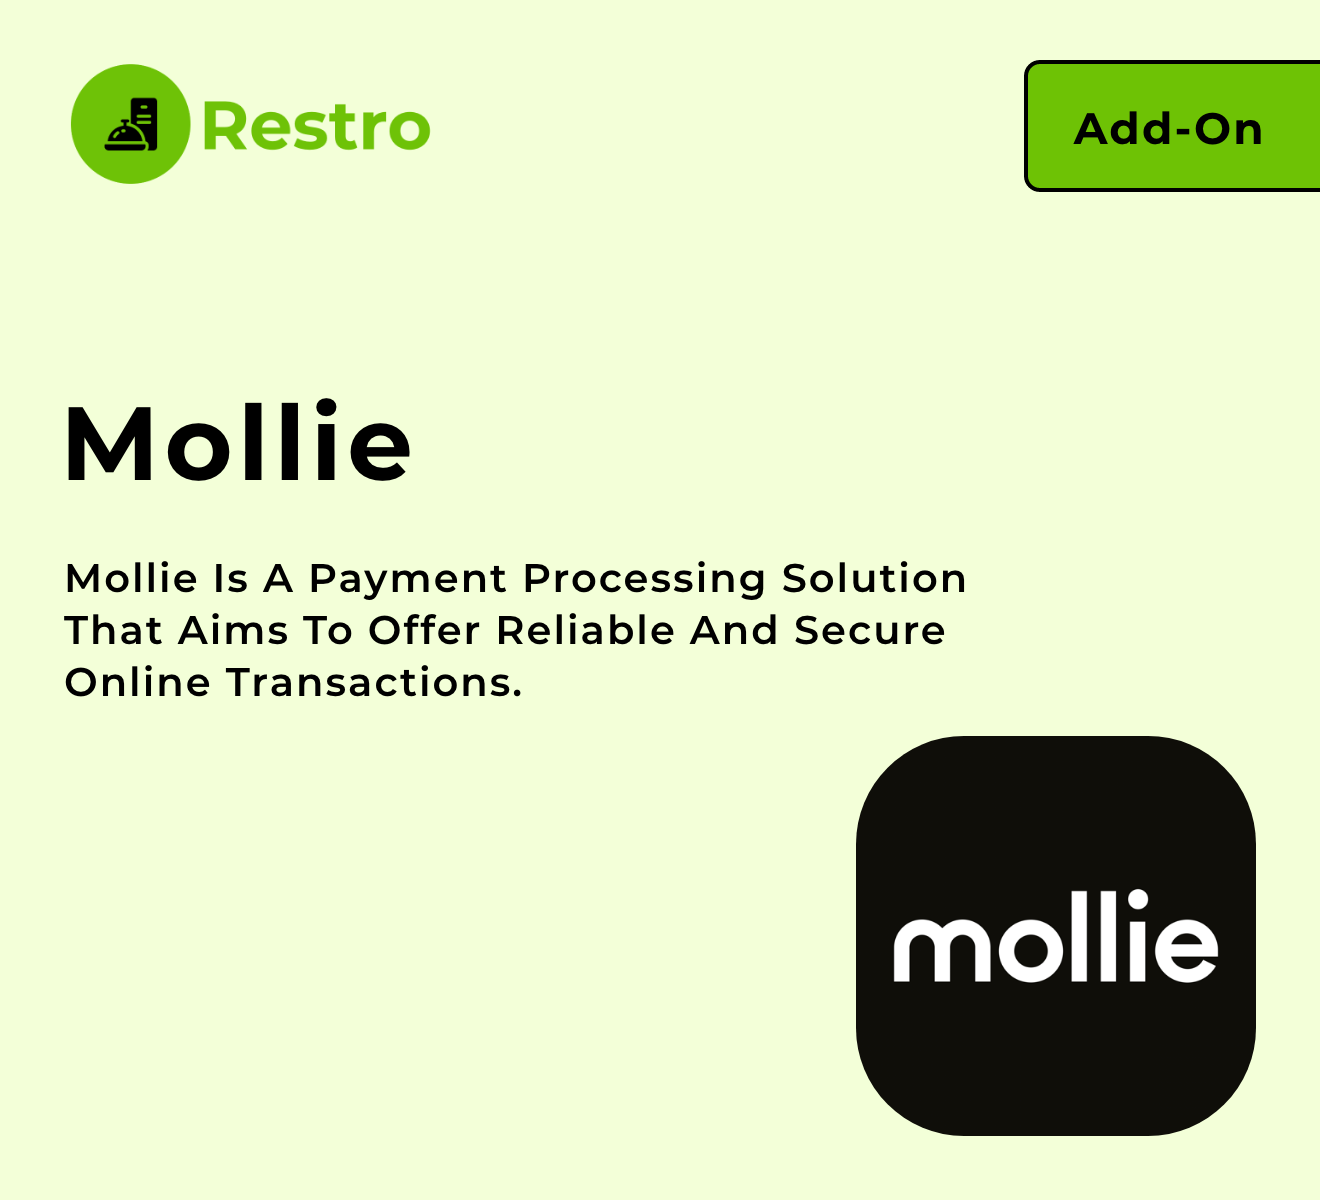 Restro
Add-On
Mollie
Mollie Is A Payment Processing Solution
That Aims To Offer Reliable And Secure
Online Transactions.
mollie